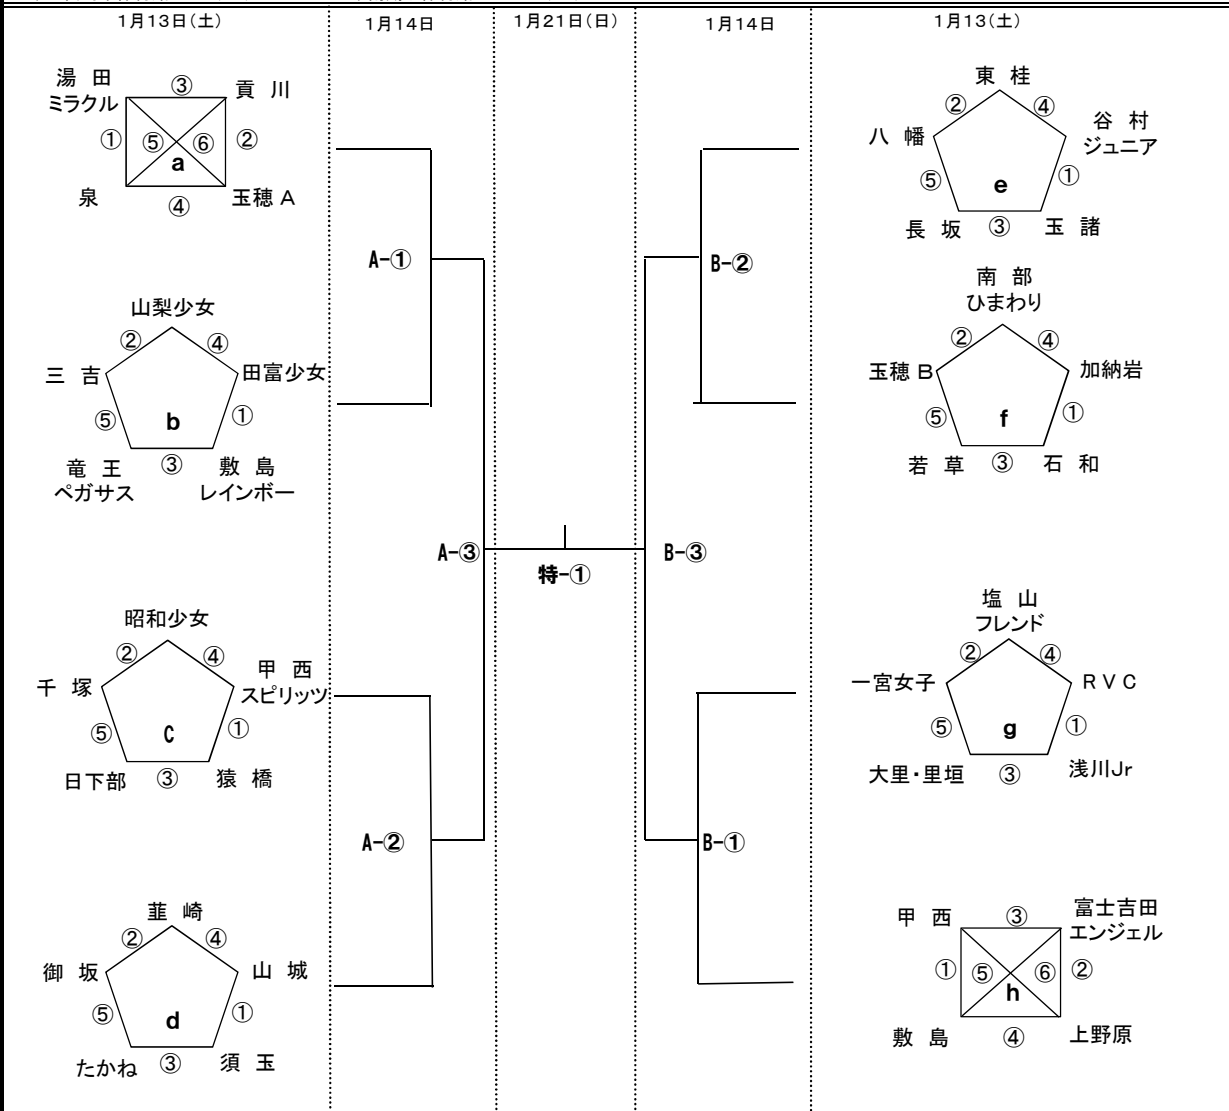 1月13日(土)
1月14日
1月21日(日)
1月14日
1月13(土)
湯 田
ミラクル
③
貢 川
①
⑤
⑥
②
a
泉
④
玉穂 A
山梨少女
②
④
三 吉
田富少女
⑤
b
①
竜 王
ペガサス
③
敷 島
レインボー
昭和少女
②
④
千 塚
甲 西
スピリッツ
⑤
c
①
日下部
③
猿 橋
韮 崎
②
④
御 坂
山 城
⑤
d
①
たかね
③
須 玉
A-①
A-③
A-②
特-①
B-②
B-③
B-①
東 桂
②
④
八 幡
谷 村
ジュニア
⑤
e
①
長 坂
③
玉 諸
南 部
ひまわり
②
④
玉穂 B
加納岩
⑤
f
①
若 草
③
石 和
塩 山
フレンド
②
④
一宮女子
R V C
⑤
g
①
大里・里垣
③
浅川Jr
甲 西
③
富士吉田
エンジェル
①
⑤
⑥
②
h
敷 島
④
上野原